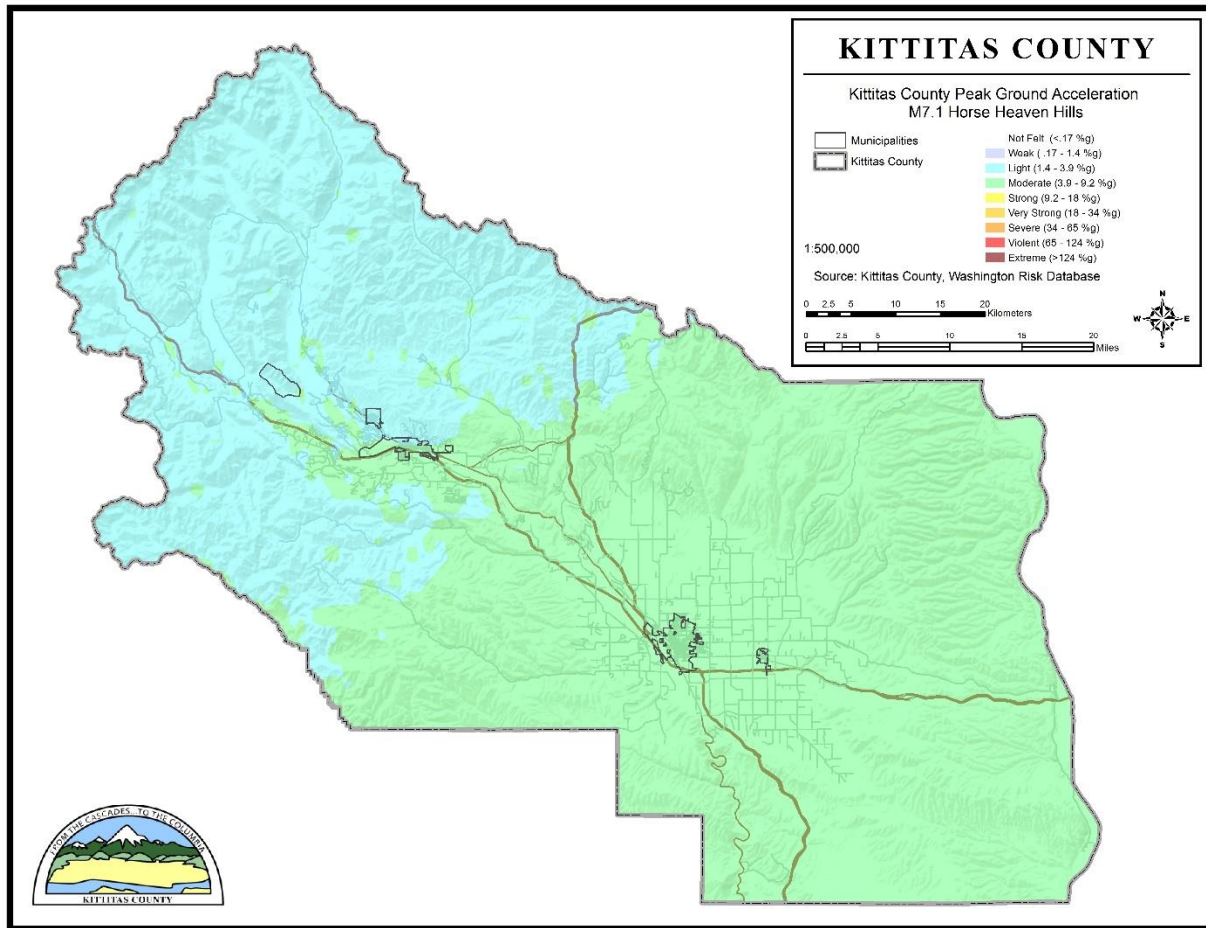 KITTITAS COUNTY
Kittitas County Peak Ground Acceleration
M7.1 Horse Heaven Hills
Municipalities
Kittitas County
Not Felt (<.17 %g)
Weak ( .17 - 1.4 %g)
Light (1.4 - 3.9 %g)
Moderate (3.9 - 9.2 %g)
Strong (9.2 - 18 %g)
Very Strong (18 - 34 %g)
Severe (34 - 65 %g)
Violent (65 - 124 %g)
Extreme (>124 %g)
1:500,000
Source: Kittitas County, Washington Risk Database
0 2.5 5 10 15 20 Kilometers
0 2.5 5 10 15 20 Miles
N
W E
S
FROM THE CASCADES...TO THE COLUMBIA
KITTITAS COUNTY